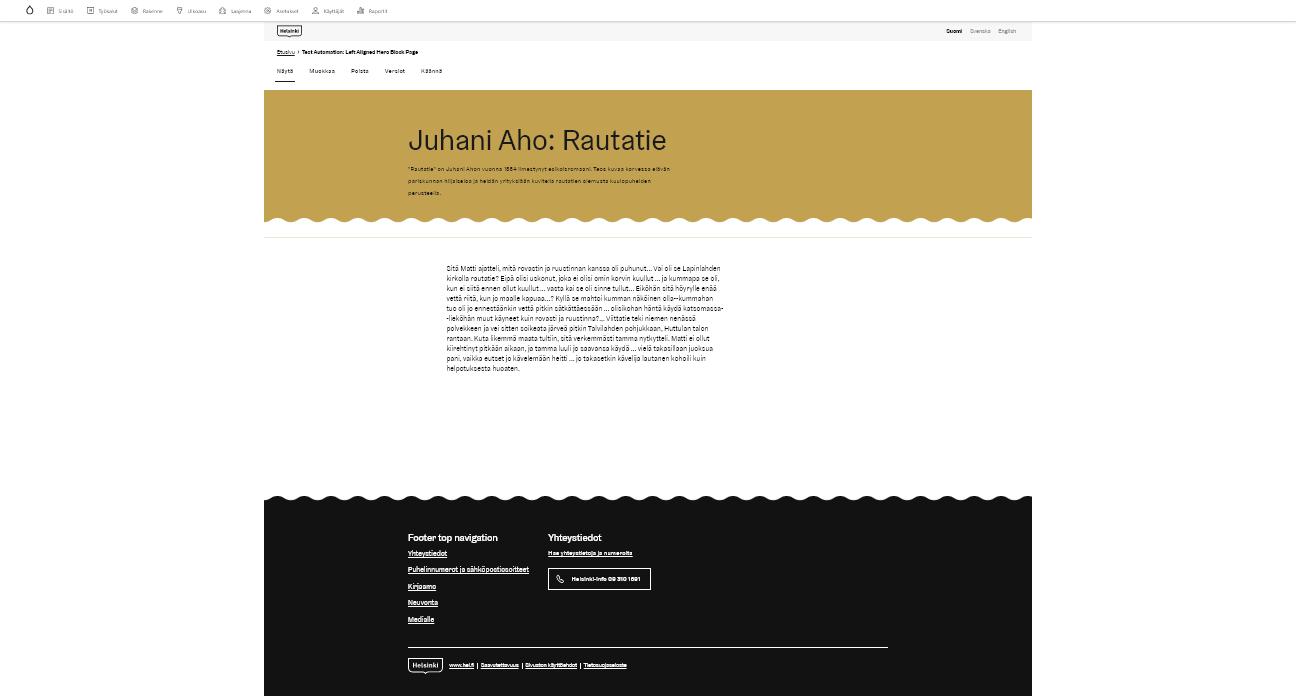 Sisältö Työkalut Rakenne Ulkoasu Laajenna Asetukset Käyttäjät Raportit
Helsinki
Suomi Svenska English
Etusivu › Test Automation: Left Aligned Hero Block Page
Näytä Muokkaa Poista Versiot Käännä
Juhani Aho: Rautatie
"Rautatie" on Juhani Ahon vuonna 1884 ilmestynyt esikoisromaani. Teos kuvaa korvessa elävän
pariskunnan hiljaiseloa ja heidän yrityksiään kuvitella rautatien olemusta kuulopuheiden
perusteella.
Sitä Matti ajatteli, mitä rovastin ja ruustinnan kanssa oli puhunut... Vai oli se Lapinlahden
kirkolla rautatie? Eipä olisi uskonut, joka ei olisi omin korvin kuullut ... ja kummapa se oli,
kun ei siitä ennen ollut kuullut ... vasta kai se oli sinne tullut... Eiköhän sitä höyrylle enää
vettä riitä, kun jo maalle kapuaa...? Kyllä se mahtoi kumman näköinen olla--kummahan
tuo oli jo ennestäänkin vettä pitkin sätkättäessään ... olisikohan häntä käydä katsomassa-
-lieköhän muut käyneet kuin rovasti ja ruustinna?... Viittatie teki niemen nenässä
polvekkeen ja vei sitten soikeata järveä pitkin Talvilahden pohjukkaan, Huttulan talon
rantaan. Kuta likemmä maata tultiin, sitä verkemmästi tamma nytkytteli. Matti ei ollut
kiirehtinyt pitkään aikaan, ja tamma luuli jo saavansa käydä ... vielä takasillaan juoksua
pani, vaikka eutset jo kävelemään heitti ... jo takasetkin kävelijä lautanen kohoili kuin
helpotuksesta huoaten.
Footer top navigation
Yhteystiedot
Puhelinnumerot ja sähköpostiosoitteet
Kirjaamo
Neuvonta
Medialle
Yhteystiedot
Hae yhteystietoja ja numeroita
Helsinki-info 09 310 1691
Helsinki www.hel.fi | Saavutettavuus | Sivuston käyttöehdot | Tietosuojaseloste